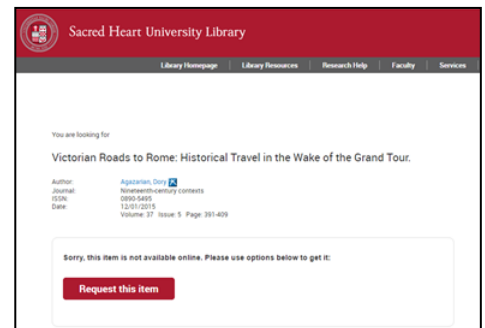 Sacred Heart University Library
Library Homepage Library Resources Research Help Faculty Services
You are looking for
Victorian Roads to Rome: Historical Travel in the Wake of the Grand Tour.
Author: Agazarian, Dory
Journal: Nineteenth-century contexts
ISSN: 0890-5495
Date: 12/01/2015
Volume: 37 Issue: 5 Page: 391-409
Sorry, this item is not available online. Please use options below to get it:
Request this item